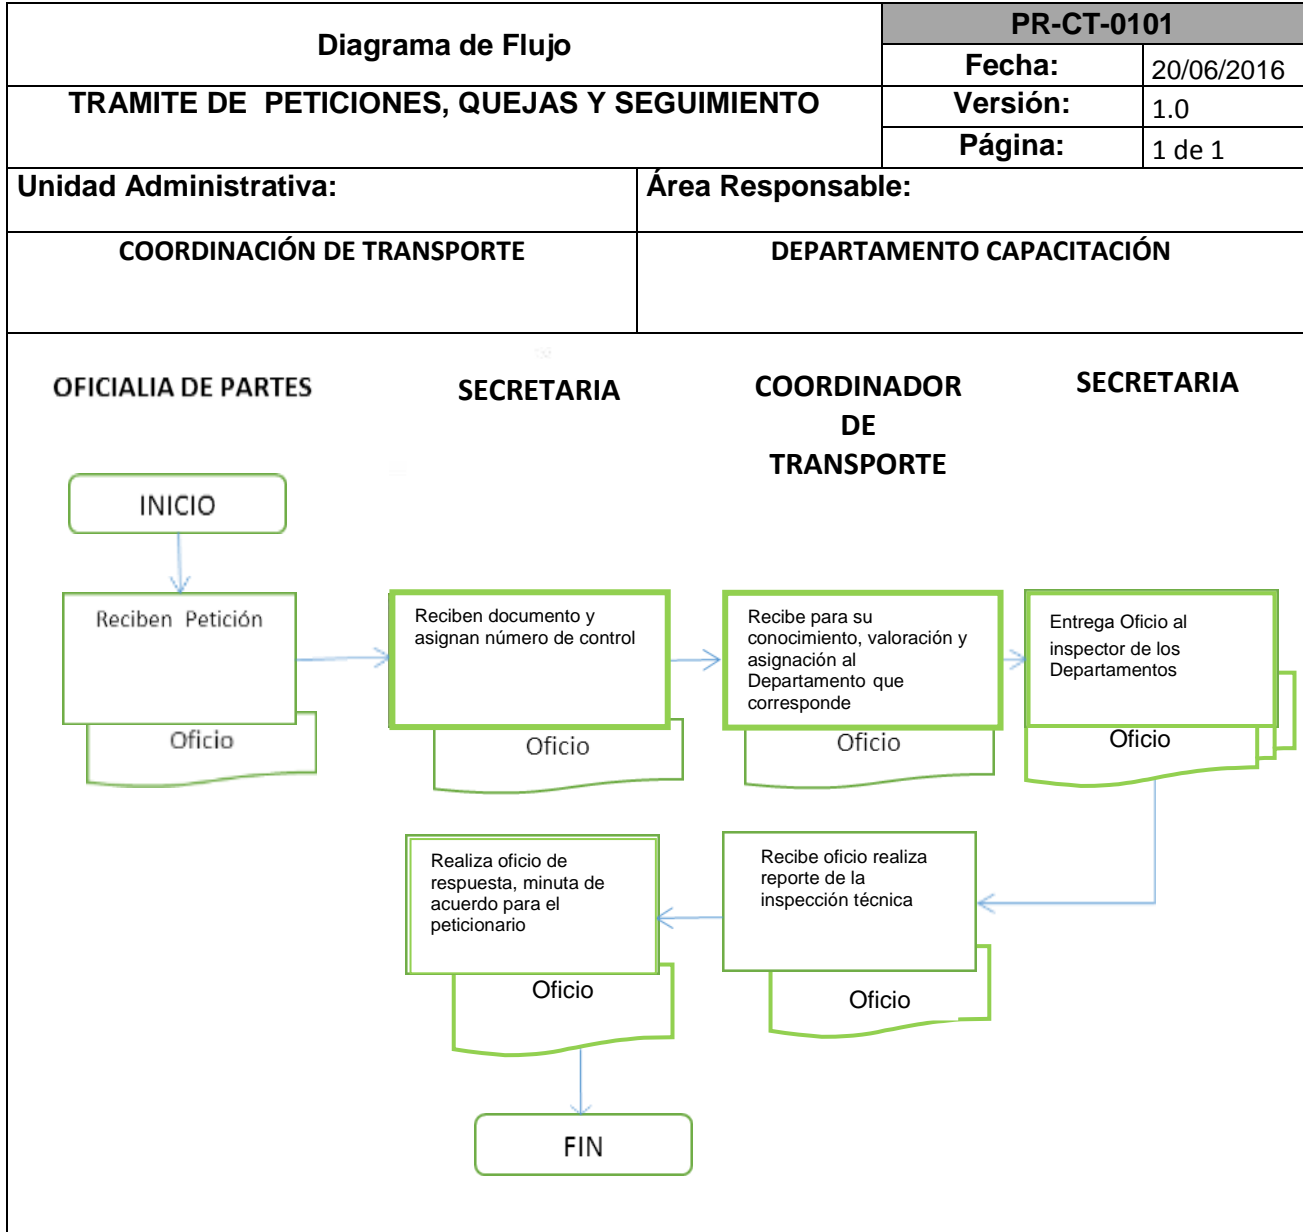 Diagrama de Flujo
PR-CT-0101
Fecha:
20/06/2016
TRAMITE DE PETICIONES, QUEJAS Y SEGUIMIENTO
Versión:
1.0
Página:
1 de 1
Unidad Administrativa:
Área Responsable:
COORDINACIÓN DE TRANSPORTE
DEPARTAMENTO CAPACITACIÓN
OFICIALIA DE PARTES
SECRETARIA
COORDINADOR
DE
TRANSPORTE
SECRETARIA
INICIO
Reciben Petición
Oficio
Reciben documento y
asignan número de control
Oficio
Recibe para su
conocimiento, valoración y
asignación al
Departamento que
corresponde
Oficio
Entrega Oficio al
inspector de los
Departamentos
Oficio
Recibe oficio realiza
reporte de la
inspección técnica
Oficio
Realiza oficio de
respuesta, minuta de
acuerdo para el
peticionario
Oficio
FIN